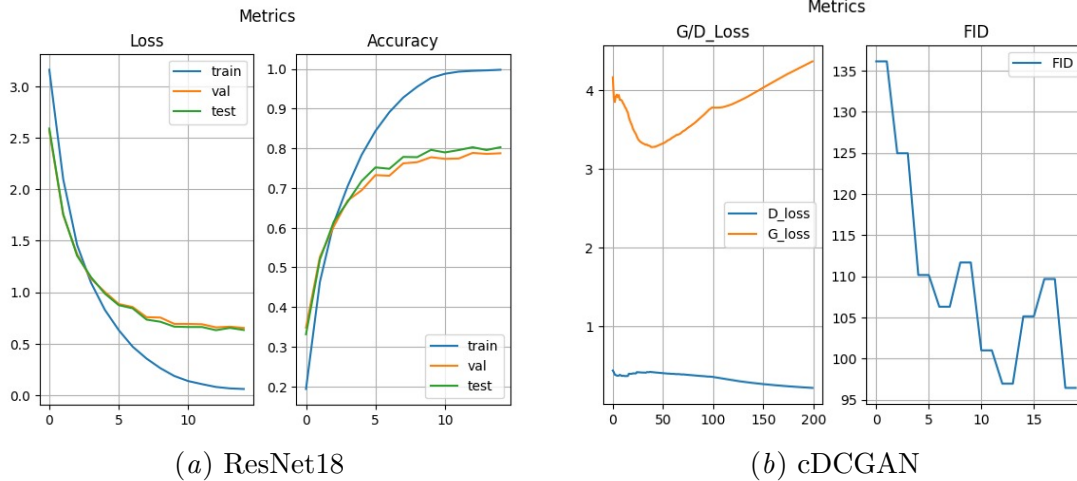 Metrics
Loss
Accuracy
train
val
test
3.0
2.5
2.0
1.5
1.0
0.5
0.0
0
5
10
1.0
0.9
0.8
0.7
0.6
0.5
0.4
0.3
0.2
train
val
test
0
5
10
(a) ResNet18
Metrics
G/D_Loss
FID
4
3
2
1
D_loss
G_loss
0
50
100
150
200
FID
135
130
125
120
115
110
105
100
95
0
5
10
15
(b) cDCGAN